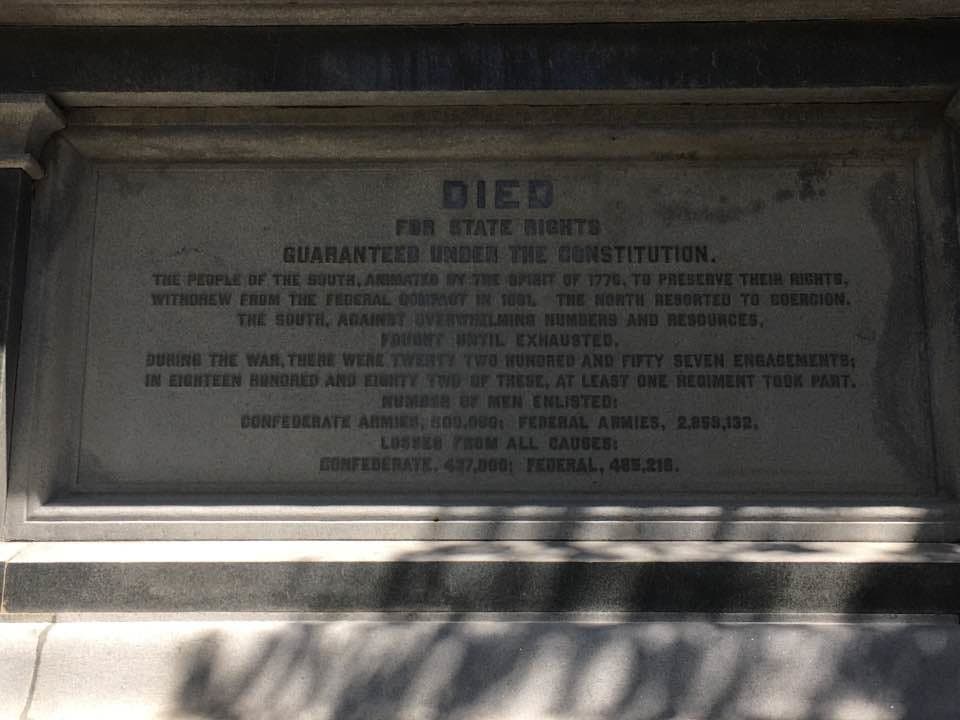 DIED
FOR STATE RIGHTS
GUARANTEED UNDER THE CONSTITUTION.
THE PEOPLE OF THE SOUTH, ANIMATED BY THE SPIRIT OF 1776, TO PRESERVE THEIR RIGHTS,
WITHDREW FROM THE FEDERAL COMPACT IN 1861. THE NORTH RESORTED TO COERCION.
THE SOUTH, AGAINST OVERWHELMING NUMBERS AND RESOURCES,
FOUGHT UNTIL EXHAUSTED.
DURING THE WAR, THERE WERE TWENTY TWO HUNDRED AND FIFTY SEVEN ENGAGEMENTS;
IN EIGHTEEN HUNDRED AND EIGHTY TWO OF THESE, AT LEAST ONE REGIMENT TOOK PART.
NUMBER OF MEN ENLISTED:
CONFEDERATE ARMIES, 600,000; FEDERAL ARMIES, 2,859,132.
LOSSES FROM ALL CAUSES:
CONFEDERATE, 437,000; FEDERAL, 485,216.